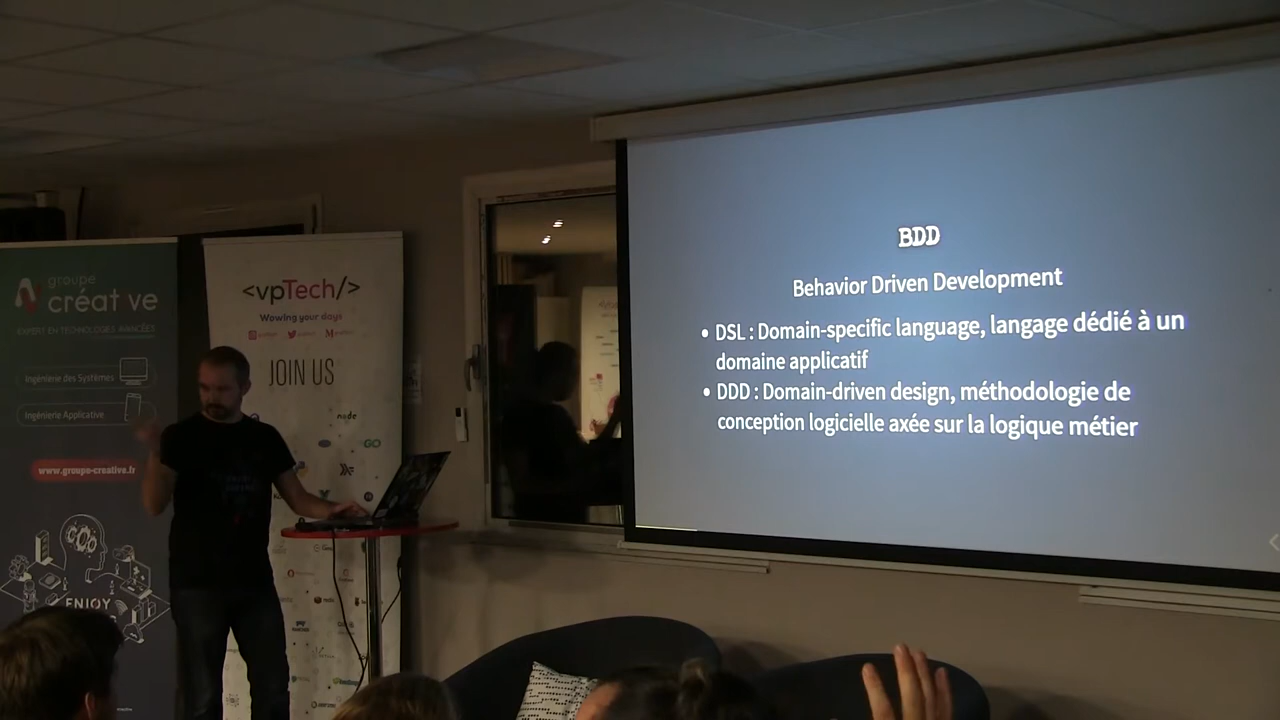 groupe
créat ve
EXPERT EN TECHNOLOGIES AVANCÉES
Ingénierie des Systèmes
Ingénierie Applicative
www.groupe-creative.fr
ENJOY
<vpTech/>
Wowing your days
JOIN US
node
GO
BDD
Behavior Driven Development
• DSL : Domain-specific language, langage dédié à un
domaine applicatif
• DDD : Domain-driven design, méthodologie de
conception logicielle axée sur la logique métier